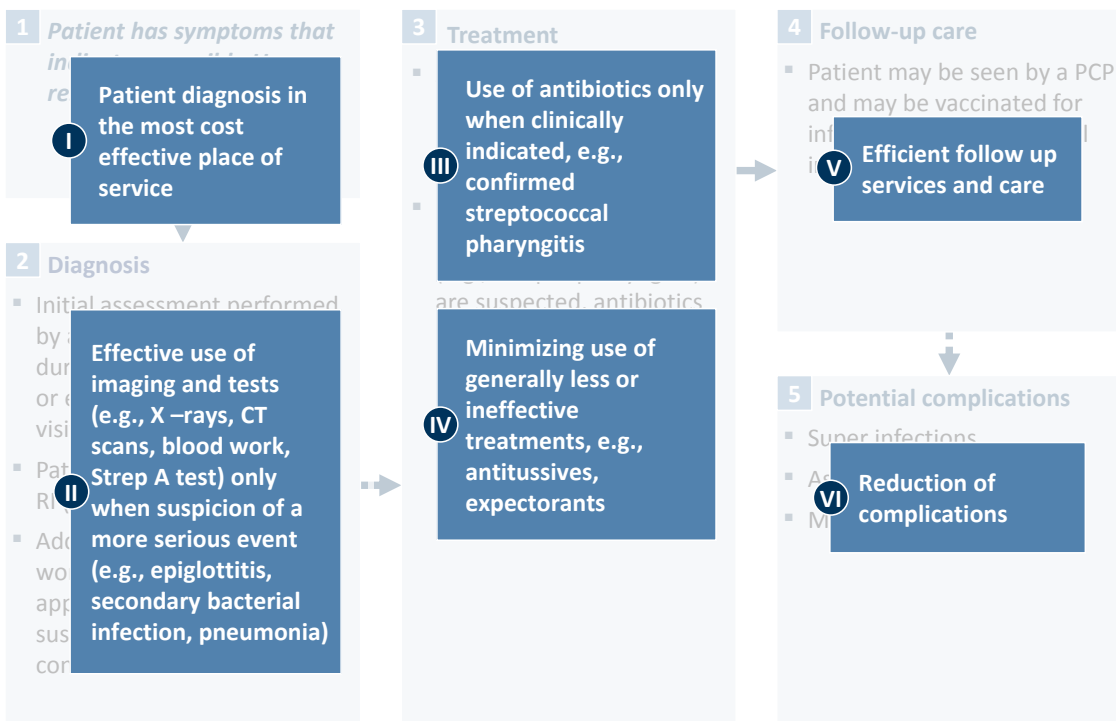 1 Patient has symptoms that
I
Patient diagnosis in
the most cost
effective place of
service
2 Diagnosis
Initial assessment performed
by
or
II
Effective use of
imaging and tests
(e.g., X –rays, CT
scans, blood work,
Strep A test) only
when suspicion of a
more serious event
(e.g., epiglottitis,
secondary bacterial
infection, pneumonia)
3 Treatment
III
Use of antibiotics only
when clinically
indicated, e.g.,
confirmed
streptococcal
pharyngitis
are suspected, antibiotics
IV
Minimizing use of
generally less or
ineffective
treatments, e.g.,
antitussives,
expectorants
4 Follow-up care
Patient may be seen by a PCP
and may be vaccinated for
V
Efficient follow up
services and care
5 Potential complications
Super infections
VI
Reduction of
complications